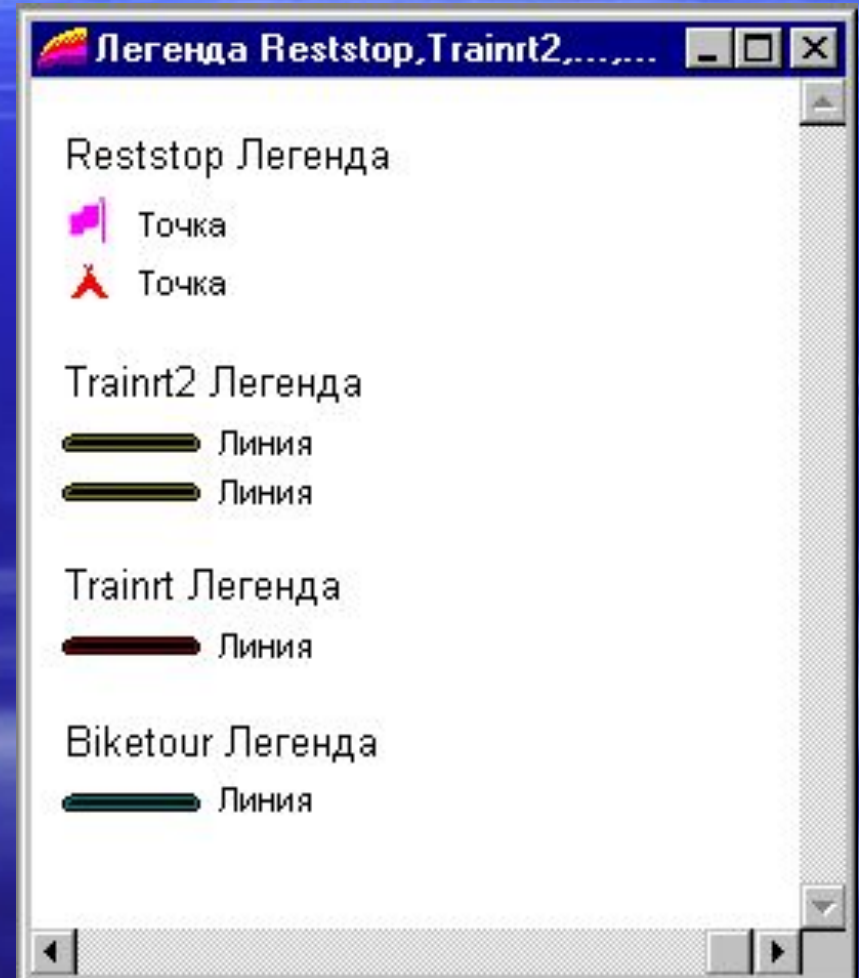 Легенда Reststop,Trainrt2,...,...
Reststop Легенда
Точка
Точка
Trainrt2 Легенда
Линия
Линия
Trainrt Легенда
Линия
Biketour Легенда
Линия